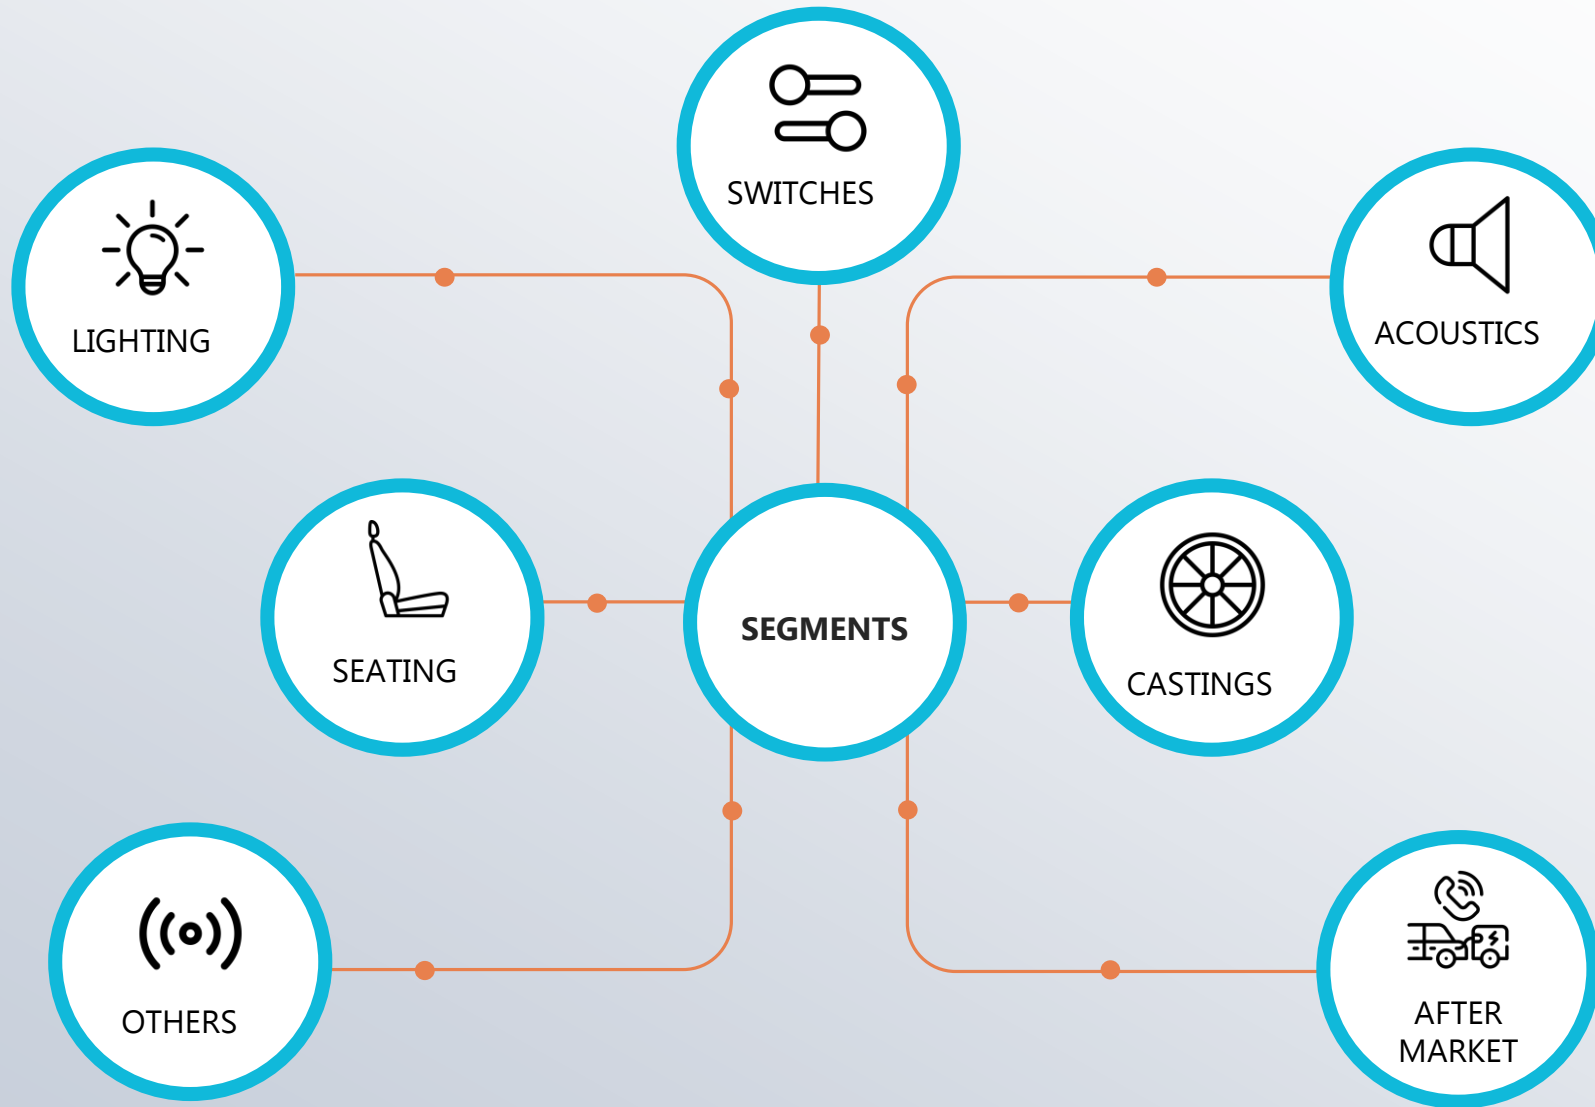 SWITCHES
LIGHTING
ACOUSTICS
SEATING
SEGMENTS
CASTINGS
OTHERS
AFTER
MARKET